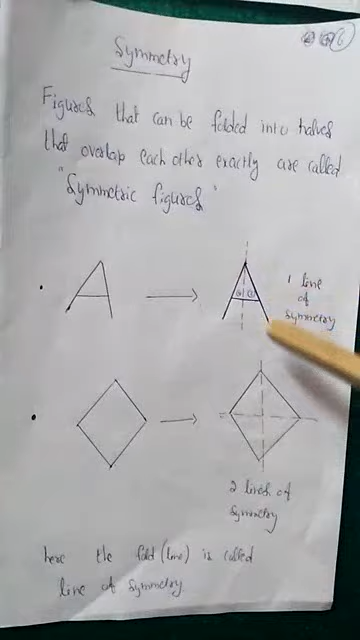 Symmetry
Figures that can be folded into halves
that overlap each other exactly are called
"Symmetric figures"
1 line
of
symmetry
2 lines of
symmetry
here the fold (line) is called
line of symmetry